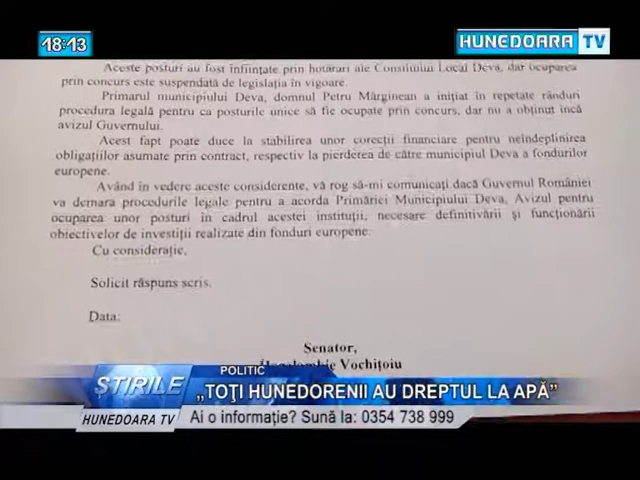 18:13
HUNEDOARA TV
Aceste posturi au fost înființate prin hotărâri ale Consiliului Local Deva, dar ocuparea
prin concurs este suspendată de legislația în vigoare.
Primarul municipiului Deva, domnul Petru Mărginean a inițiat în repetate rânduri
procedura legală pentru ca posturile unice să fie ocupate prin concurs, dar nu a obținut încă
avizul Guvernului.
Acest fapt poate duce la stabilirea unor corecții financiare pentru neîndeplinirea
obligațiilor asumate prin contract, respectiv la pierderea de către municipiul Deva a fondurilor
europene.
Având în vedere aceste considerente, vă rog să-mi comunicați dacă Guvernul României
va demara procedurile legale pentru a acorda Primăriei Municipiului Deva, Avizul pentru
ocuparea unor posturi în cadrul acestei instituții, necesare definitivării și funcționării
obiectivelor de investiții realizate din fonduri europene.
Cu considerație,
Solicit răspuns scris.
Data:
Senator,
Vochițoiu
POLITIC
ȘTIRILE
„TOŢI HUNEDORENII AU DREPTUL LA APĂ”
HUNEDOARA TV
Ai o informaţie? Sună la: 0354 738 999